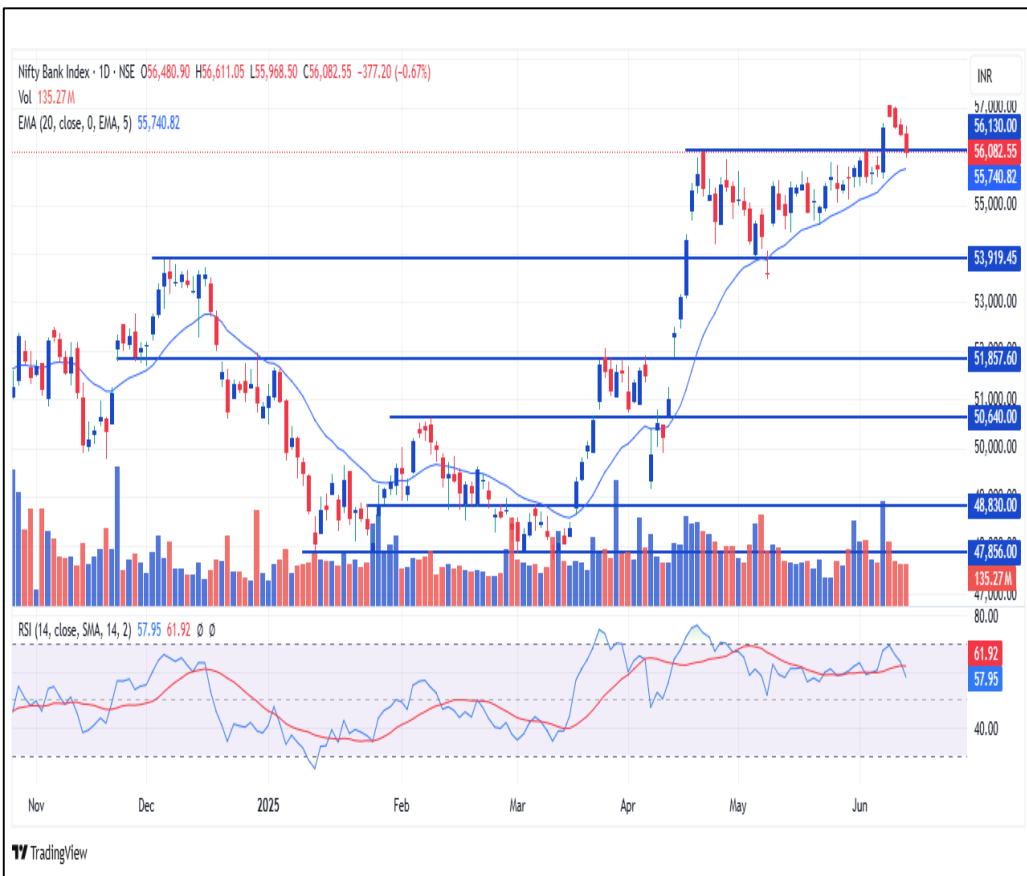 Nifty Bank Index · 1D · NSE O56,480.90 H56,611.05 L55,968.50 C56,082.55 −377.20 (−0.67%)
INR
Vol 135.27M
EMA (20, close, 0, EMA, 5) 55,740.82
57,000.00
56,130.00
56,082.55
55,740.82
55,000.00
53,919.45
53,000.00
51,857.60
51,000.00
50,640.00
50,000.00
48,830.00
47,856.00
135.27M
47,000.00
RSI (14, close, SMA, 14, 2) 57.95 61.92 Ø Ø
80.00
61.92
57.95
40.00
Nov Dec 2025 Feb Mar Apr May Jun
TradingView